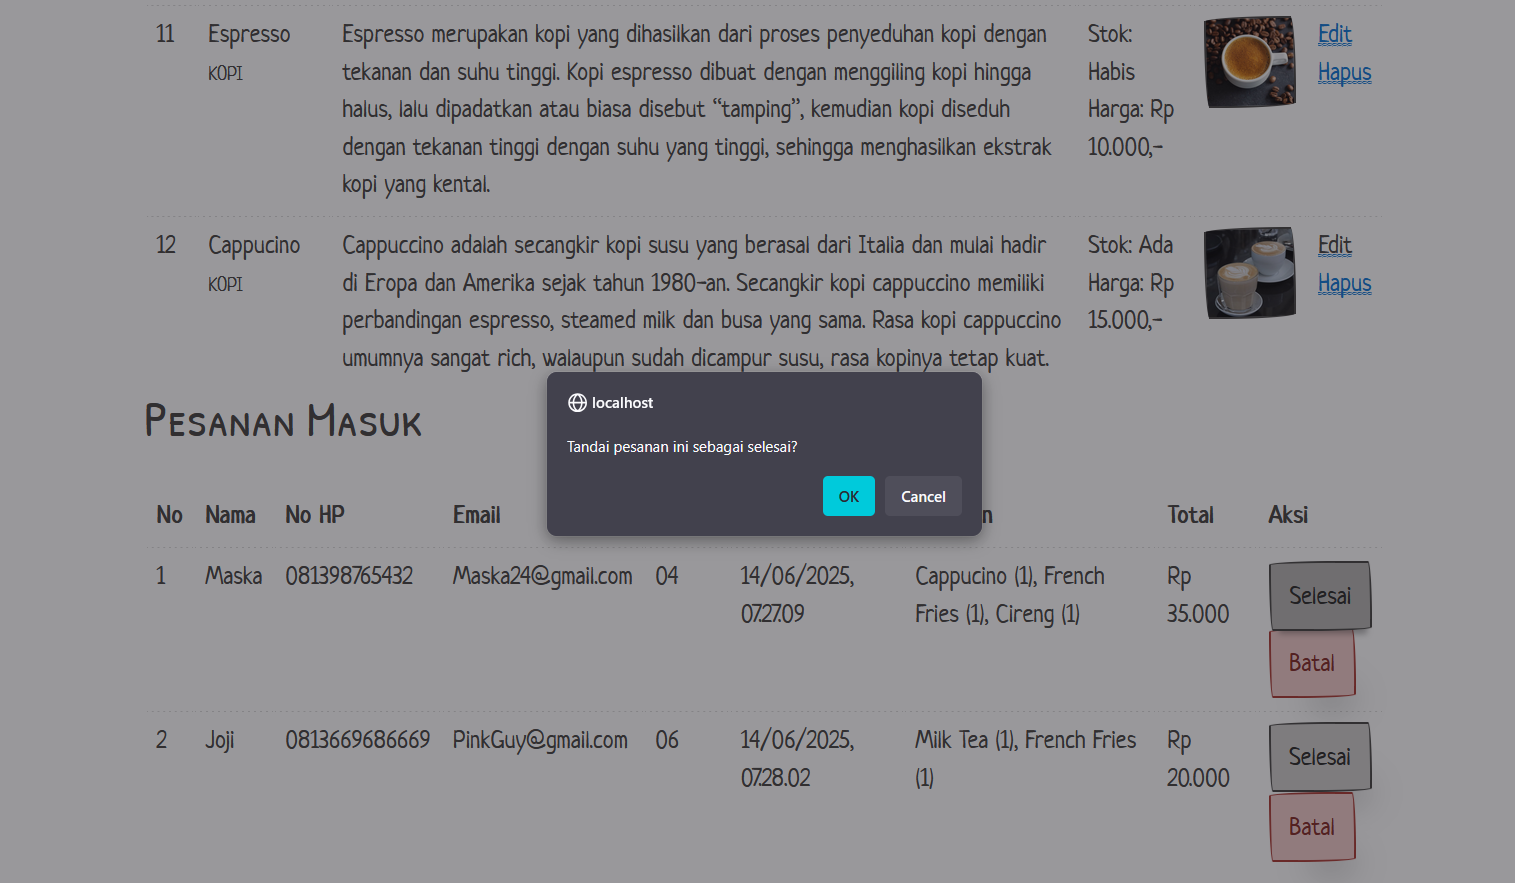 11 Espresso Espresso merupakan kopi yang dihasilkan dari proses penyeduhan kopi dengan Stok: Edit
KOPI tekanan dan suhu tinggi. Kopi espresso dibuat dengan menggiling kopi hingga Habis Hapus
halus, lalu dipadatkan atau biasa disebut “tamping”, kemudian kopi diseduh Harga: Rp
dengan tekanan tinggi dengan suhu yang tinggi, sehingga menghasilkan ekstrak 10.000,-
kopi yang kental.
12 Cappucino Cappuccino adalah secangkir kopi susu yang berasal dari Italia dan mulai hadir Stok: Ada Edit
KOPI di Eropa dan Amerika sejak tahun 1980-an. Secangkir kopi cappuccino memiliki Harga: Rp Hapus
perbandingan espresso, steamed milk dan busa yang sama. Rasa kopi cappuccino 15.000,-
umumnya sangat rich, walaupun sudah dicampur susu, rasa kopinya tetap kuat.
Pesanan Masuk
localhost
Tandai pesanan ini sebagai selesai?
OK Cancel
No Nama No HP Email n Total Aksi
1 Maska 081398765432 Maska24@gmail.com 04 14/06/2025, Cappucino (1), French Rp Selesai
07.27.09 Fries (1), Cireng (1) 35.000
Batal
2 Joji 0813669686669 PinkGuy@gmail.com 06 14/06/2025, Milk Tea (1), French Fries Rp Selesai
07.28.02 (1) 20.000
Batal